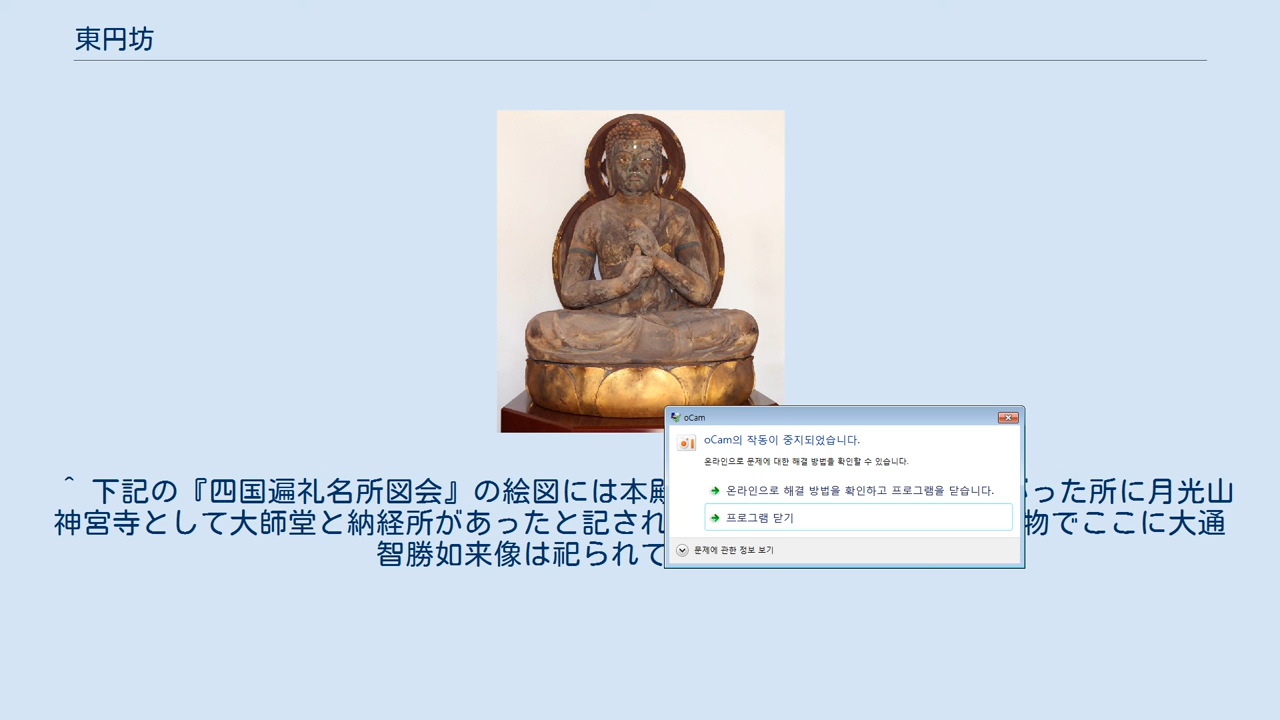 東円坊
^ 下記の『四国遍礼名所図会』の絵図には本殿
った所に月光山
神宮寺として大師堂と納経所があったと記され
物でここに大通
智勝如来像は祀られて
oCam
oCam의 작동이 중지되었습니다.
온라인으로 문제에 대한 해결 방법을 확인할 수 있습니다.
온라인으로 해결 방법을 확인하고 프로그램을 닫습니다.
프로그램 닫기
문제에 관한 정보 보기